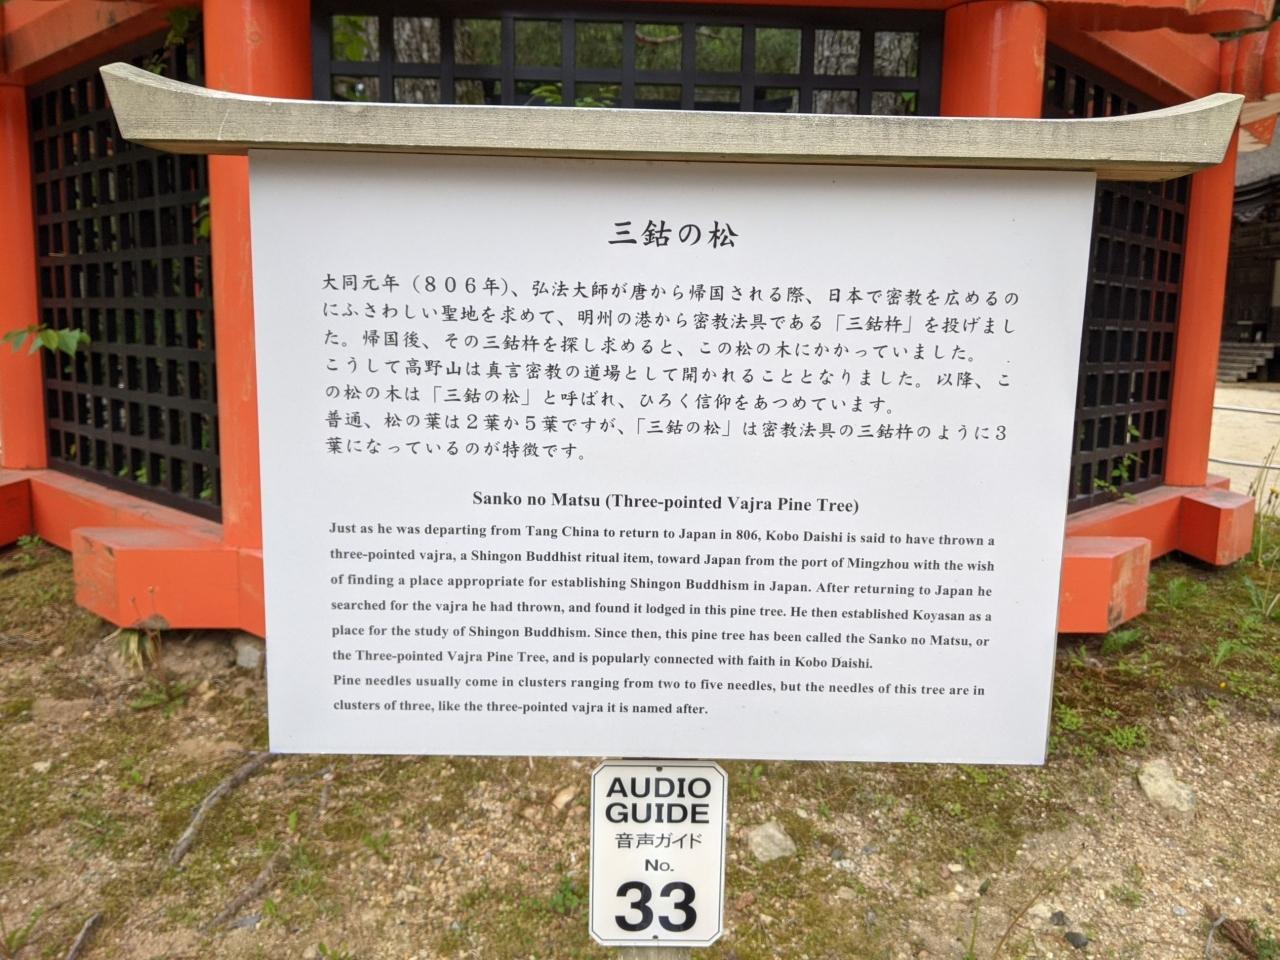 三鈷の松
大同元年（８０６年）、弘法大師が唐から帰国される際、日本で密教を広めるの
にふさわしい聖地を求めて、明州の港から密教法具である「三鈷杵」を投げまし
た。帰国後、その三鈷杵を探し求めると、この松の木にかかっていました。
こうして高野山は真言密教の道場として開かれることとなりました。以降、こ
の松の木は「三鈷の松」と呼ばれ、ひろく信仰をあつめています。
普通、松の葉は２葉か５葉ですが、「三鈷の松」は密教法具の三鈷杵のように３
葉になっているのが特徴です。
Sanko no Matsu (Three-pointed Vajra Pine Tree)
Just as he was departing from Tang China to return to Japan in 806, Kobo Daishi is said to have thrown a
three-pointed vajra, a Shingon Buddhist ritual item, toward Japan from the port of Mingzhou with the wish
of finding a place appropriate for establishing Shingon Buddhism in Japan. After returning to Japan he
searched for the vajra he had thrown, and found it lodged in this pine tree. He then established Koyasan as a
place for the study of Shingon Buddhism. Since then, this pine tree has been called the Sanko no Matsu, or
the Three-pointed Vajra Pine Tree, and is popularly connected with faith in Kobo Daishi.
Pine needles usually come in clusters ranging from two to five needles, but the needles of this tree are in
clusters of three, like the three-pointed vajra it is named after.
AUDIO
GUIDE
音声ガイド
No.
33